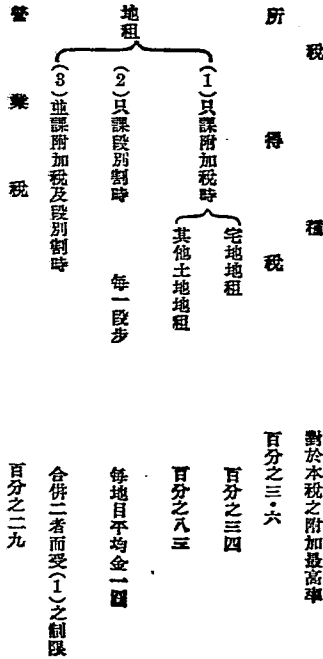 稅種　對於本稅之附加最高率
所得稅　百分之三・六
地租
(1)只課附加稅時
宅地地租　百分之三四
其他土地地租　百分之八三
(2)只課段別割時　每一段步　每地目平均金一圓
(3)並課附加稅及段別割時　合併二者而受(1)之制限
營業稅　百分之二九